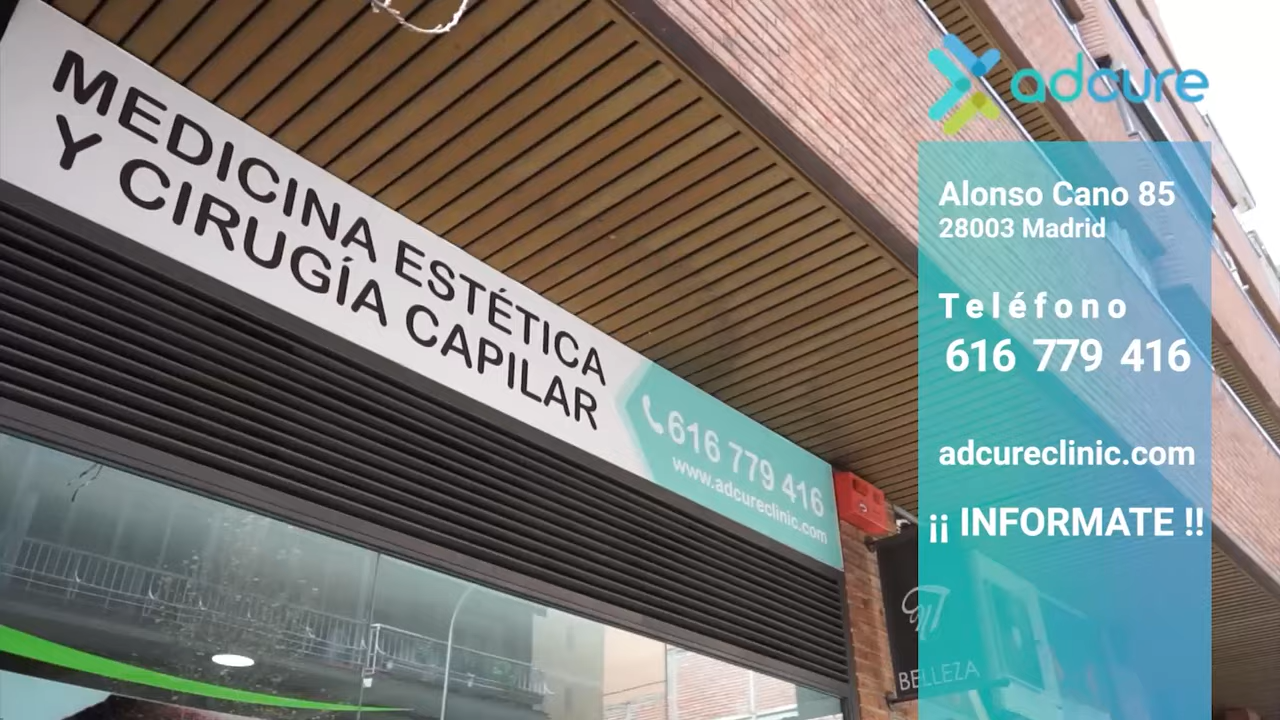 MEDICINA ESTÉTICA
Y CIRUGÍA CAPILAR
616 779 416
www.adcureclinic.com
BELLEZA
adcure
Alonso Cano 85
28003 Madrid
Teléfono
616 779 416
adcureclinic.com
¡¡ INFORMATE !!